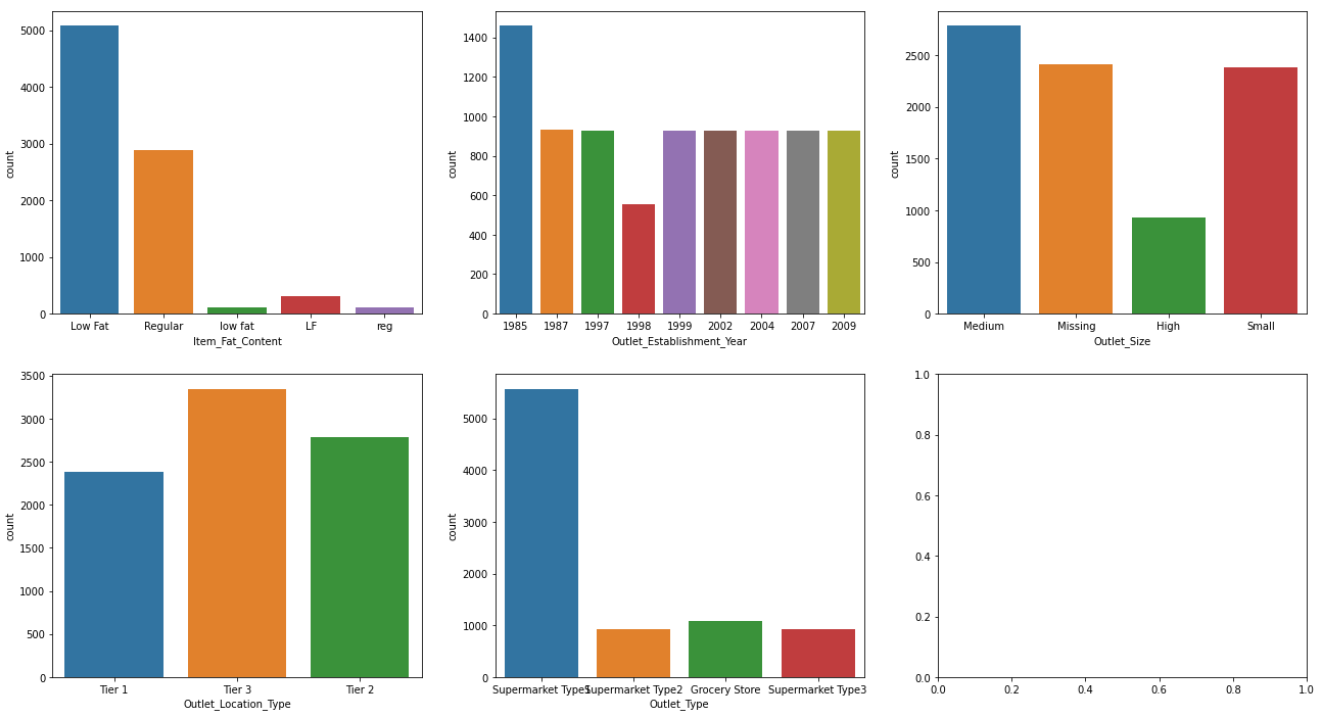 5000
4000
3000
2000
1000
0
count
Low Fat Regular low fat LF reg
Item_Fat_Content
1400
1200
1000
800
600
400
200
0
count
1985 1987 1997 1998 1999 2002 2004 2007 2009
Outlet_Establishment_Year
2500
2000
1500
1000
500
0
count
Medium Missing High Small
Outlet_Size
3500
3000
2500
2000
1500
1000
500
0
count
Tier 1 Tier 3 Tier 2
Outlet_Location_Type
5000
4000
3000
2000
1000
0
count
Supermarket Type1 Supermarket Type2 Grocery Store Supermarket Type3
Outlet_Type
1.0
0.8
0.6
0.4
0.2
0.0
0.0 0.2 0.4 0.6 0.8 1.0